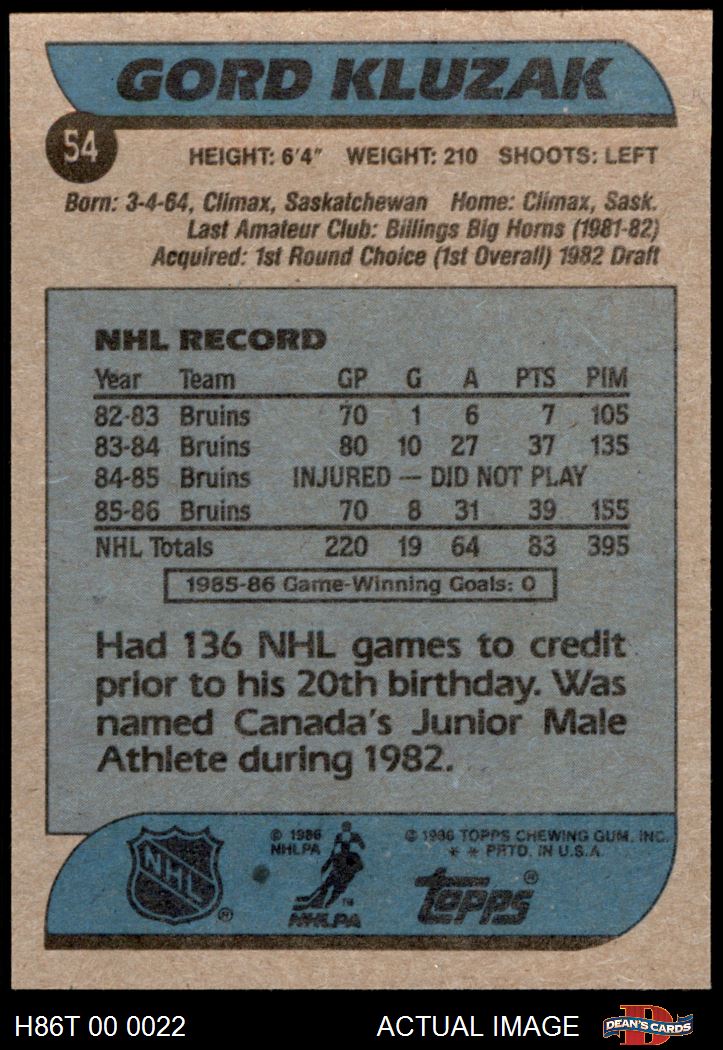 GORD KLUZAK
54
HEIGHT: 6'4" WEIGHT: 210 SHOOTS: LEFT
Born: 3-4-64, Climax, Saskatchewan Home: Climax, Sask.
Last Amateur Club: Billings Big Horns (1981-82)
Acquired: 1st Round Choice (1st Overall) 1982 Draft
NHL RECORD
Year Team GP G A PTS PIM
82-83 Bruins 70 1 6 7 105
83-84 Bruins 80 10 27 37 135
84-85 Bruins INJURED — DID NOT PLAY
85-86 Bruins 70 8 31 39 155
NHL Totals 220 19 64 83 395
1985-86 Game-Winning Goals: 0
Had 136 NHL games to credit
prior to his 20th birthday. Was
named Canada's Junior Male
Athlete during 1982.
NHL ®
© 1986
NHLPA
™
NHLPA
© 1986 TOPPS CHEWING GUM, INC.
* * PRTD. IN U.S.A.
topps ®
H86T 00 0022 ACTUAL IMAGE
D
DEAN'S CARDS